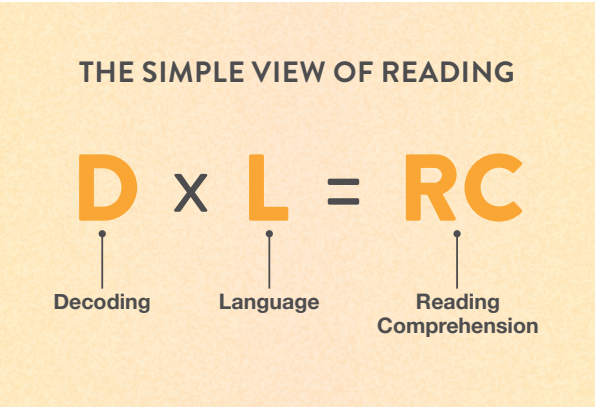 THE SIMPLE VIEW OF READING
D x L = RC
Decoding
Language
Reading
Comprehension